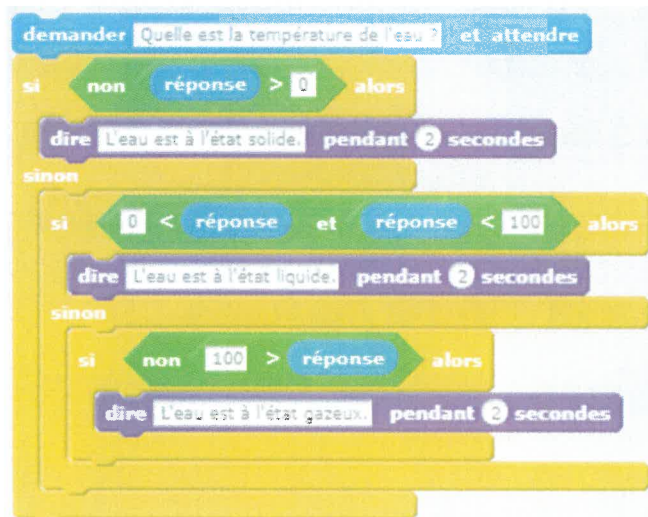 demander Quelle est la température de l'eau ? et attendre
si non réponse > 0 alors
dire L'eau est à l'état solide. pendant 2 secondes
sinon
si 0 < réponse et réponse < 100 alors
dire L'eau est à l'état liquide. pendant 2 secondes
sinon
si non 100 > réponse alors
dire L'eau est à l'état gazeux. pendant 2 secondes